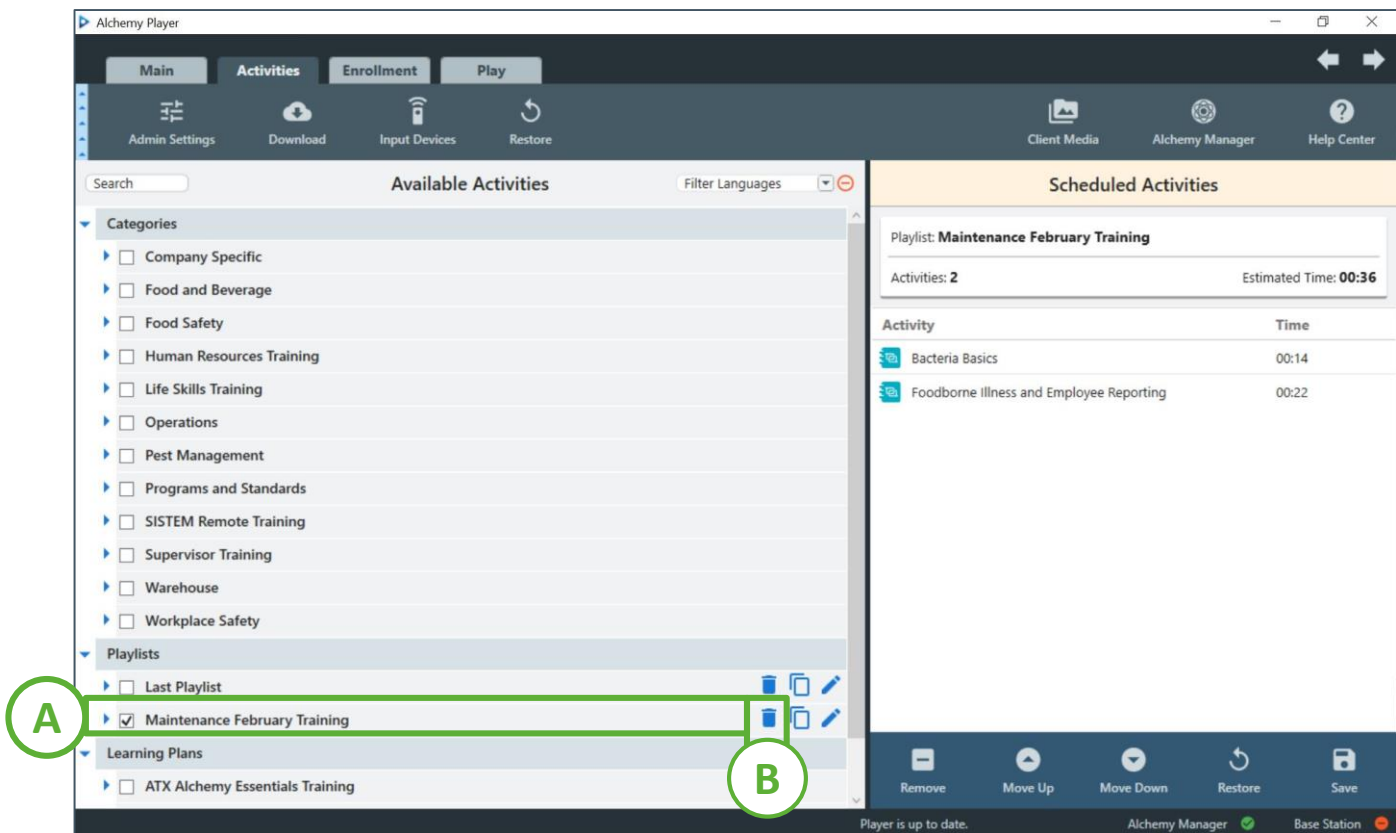 Alchemy Player
Main Activities Enrollment Play
Admin Settings Download Input Devices Restore Client Media Alchemy Manager Help Center
Search Available Activities Filter Languages
Categories
Company Specific
Food and Beverage
Food Safety
Human Resources Training
Life Skills Training
Operations
Pest Management
Programs and Standards
SISTEM Remote Training
Supervisor Training
Warehouse
Workplace Safety
Playlists
Last Playlist
A Maintenance February Training
B
Learning Plans
ATX Alchemy Essentials Training
Scheduled Activities
Playlist: Maintenance February Training
Activities: 2 Estimated Time: 00:36
Activity Time
Bacteria Basics 00:14
Foodborne Illness and Employee Reporting 00:22
Remove Move Up Move Down Restore Save
Player is up to date. Alchemy Manager Base Station